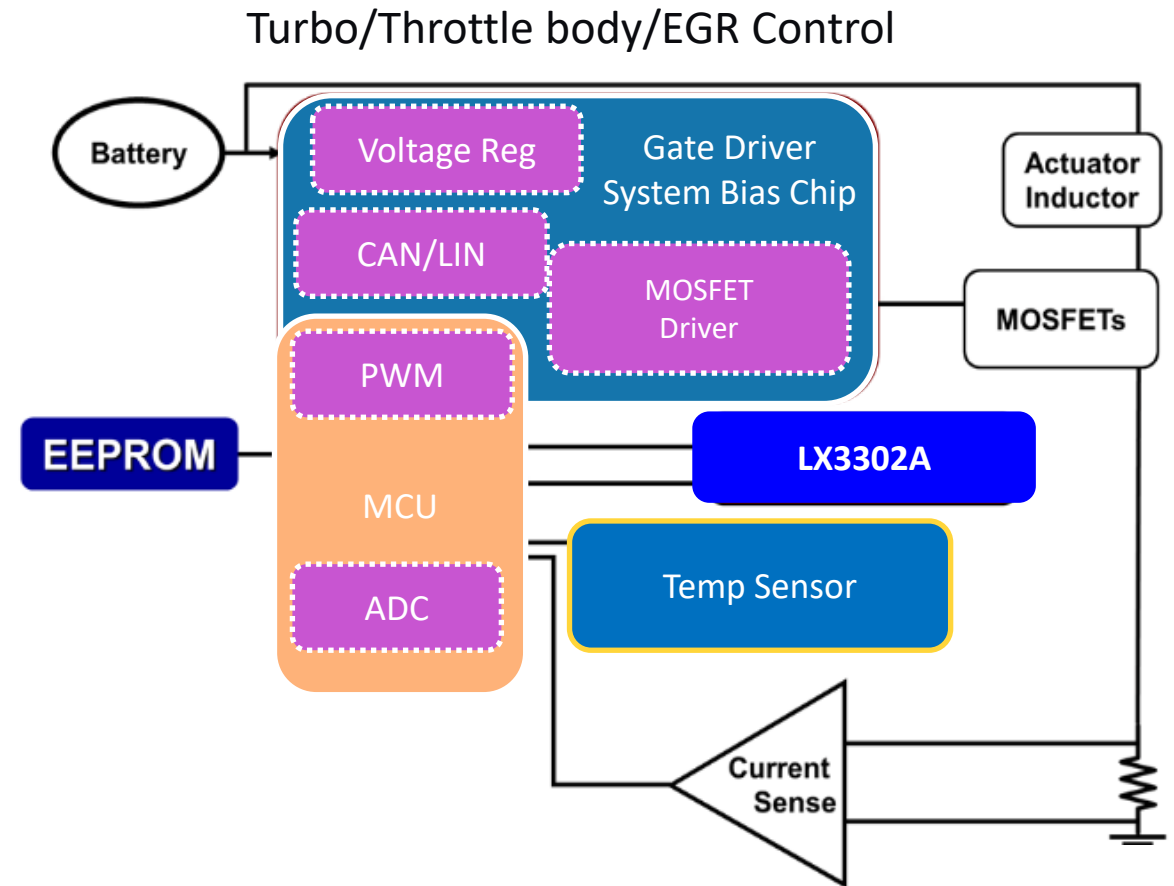 Turbo/Throttle body/EGR Control
Battery
Voltage Reg
Gate Driver
System Bias Chip
Actuator
Inductor
CAN/LIN
MOSFET
Driver
MOSFETs
PWM
EEPROM
LX3302A
MCU
Temp Sensor
ADC
Current
Sense